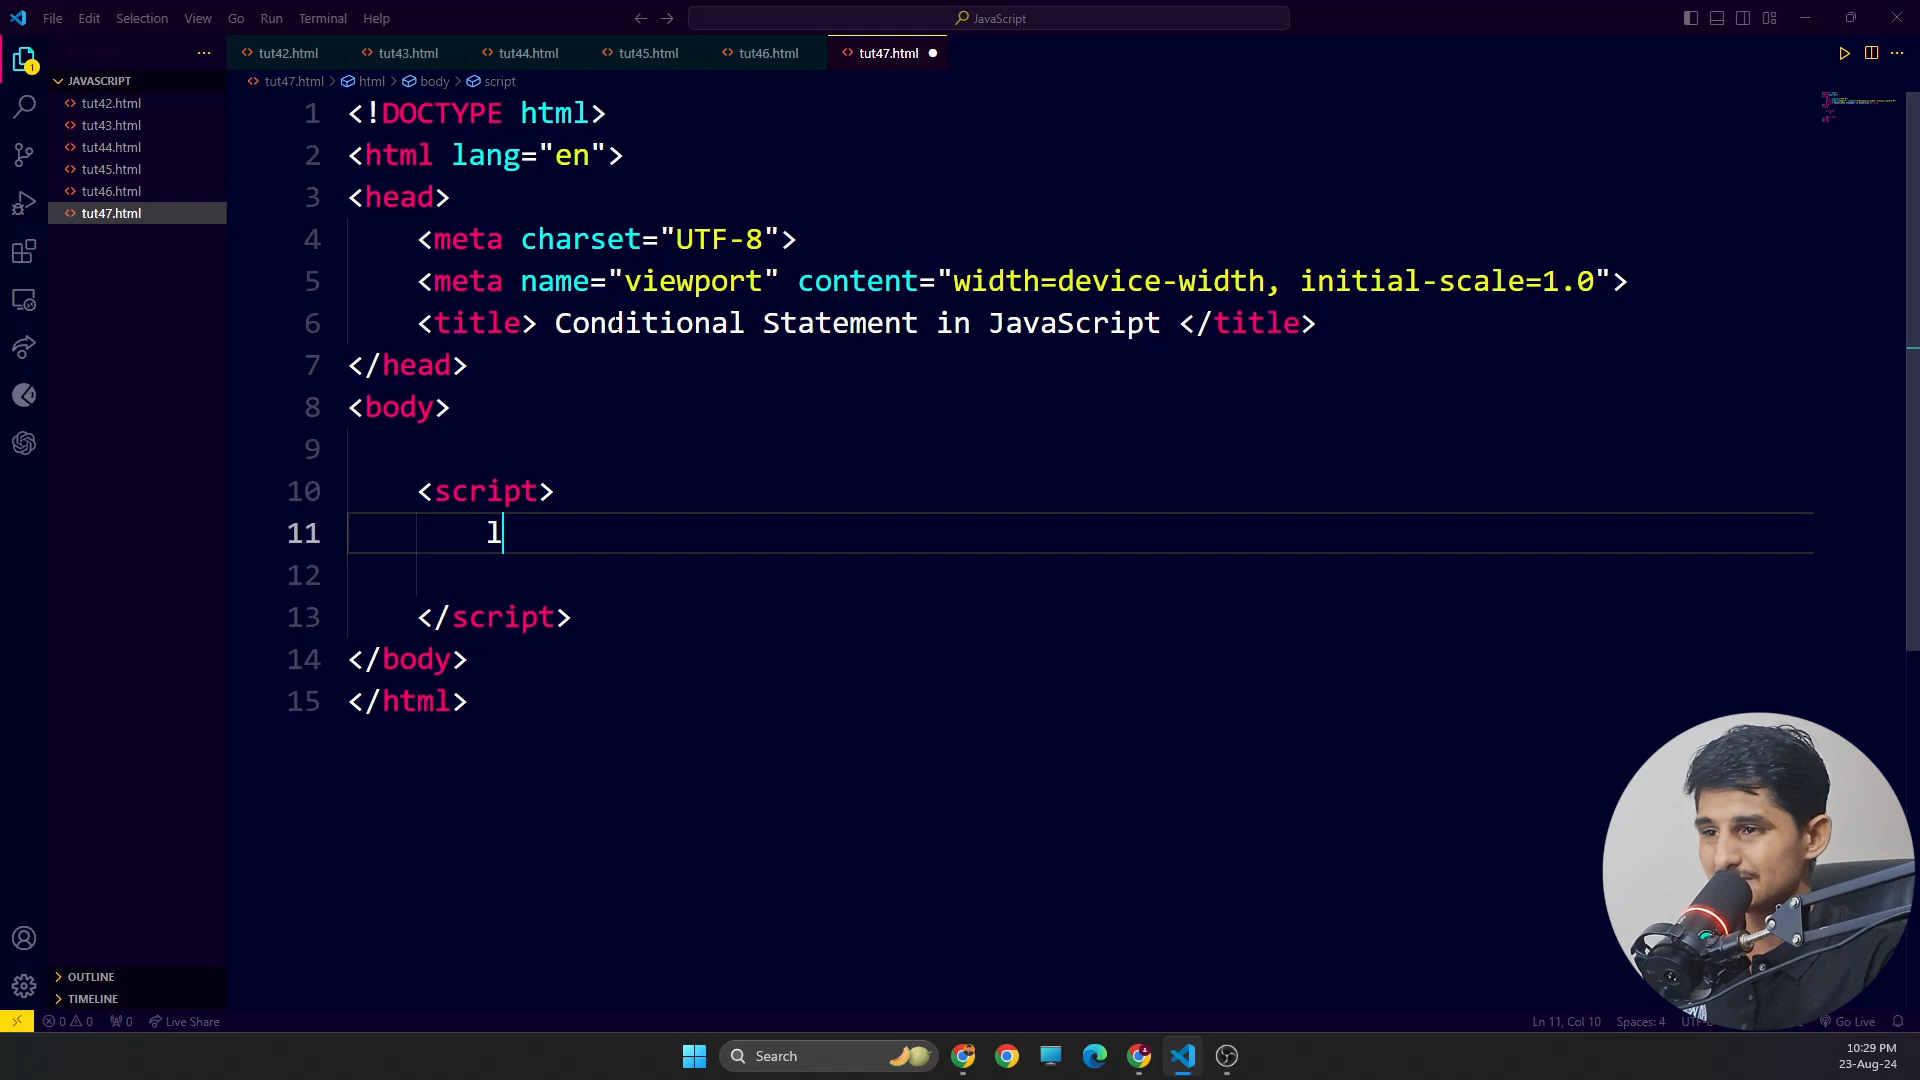 File Edit Selection View Go Run Terminal Help
JavaScript
tut42.html tut43.html tut44.html tut45.html tut46.html tut47.html
JAVASCRIPT
tut42.html
tut43.html
tut44.html
tut45.html
tut46.html
tut47.html
OUTLINE
TIMELINE
tut47.html > html > body > script
1 <!DOCTYPE html>
2 <html lang="en">
3 <head>
4 <meta charset="UTF-8">
5 <meta name="viewport" content="width=device-width, initial-scale=1.0">
6 <title> Conditional Statement in JavaScript </title>
7 </head>
8 <body>
9
10 <script>
11 l
12
13 </script>
14 </body>
15 </html>
1
0 0 0 Live Share
Ln 11, Col 10 Spaces: 4 Go Live
Search
10:29 PM
23-Aug-24